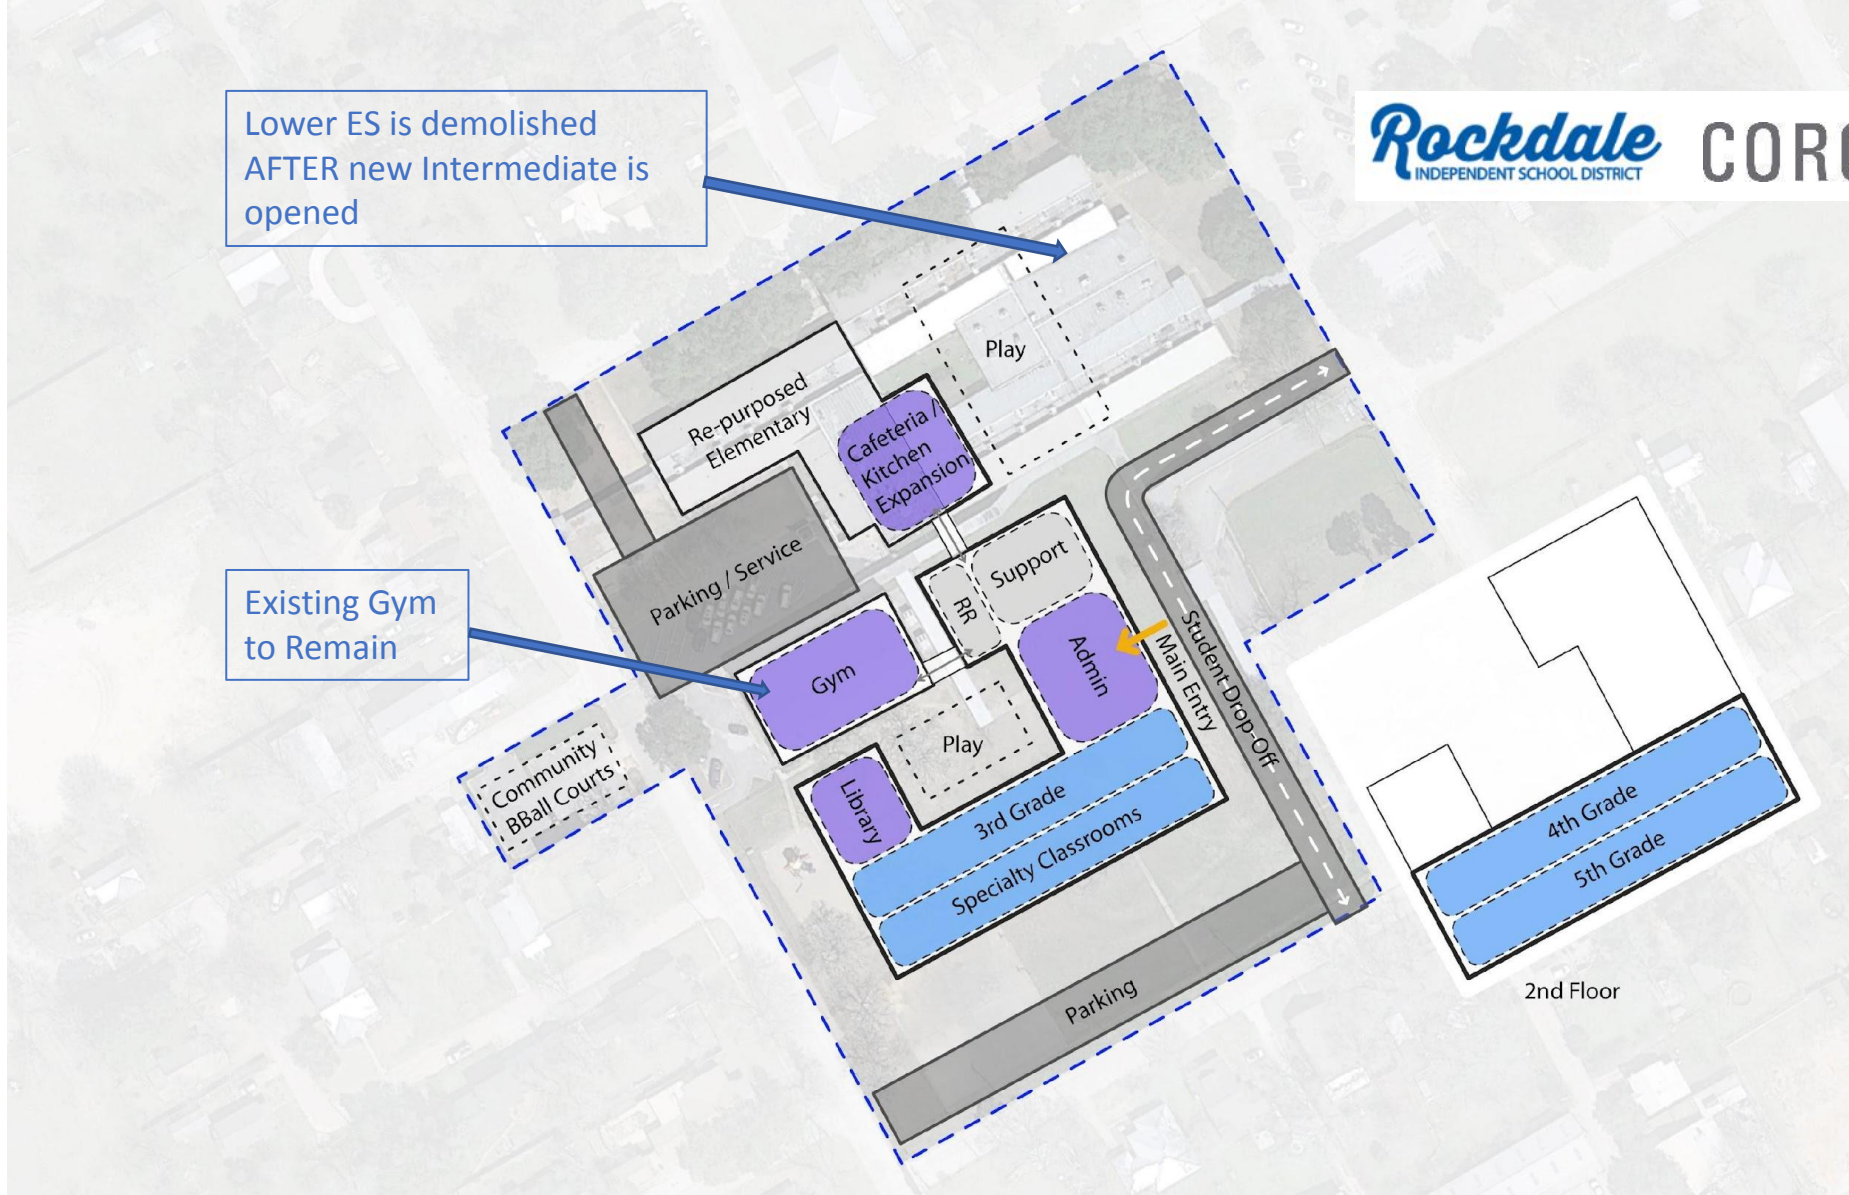 Lower ES is demolished
AFTER new Intermediate is
opened
Rockdale
INDEPENDENT SCHOOL DISTRICT
Play
Re-purposed
Elementary
Cafeteria /
Kitchen
Expansion
Parking / Service
Support
RR
Existing Gym
to Remain
Gym
Admin
Main Entry
Student Drop-Off
Play
Community
BBall Courts
Library
3rd Grade
Specialty Classrooms
4th Grade
5th Grade
2nd Floor
Parking